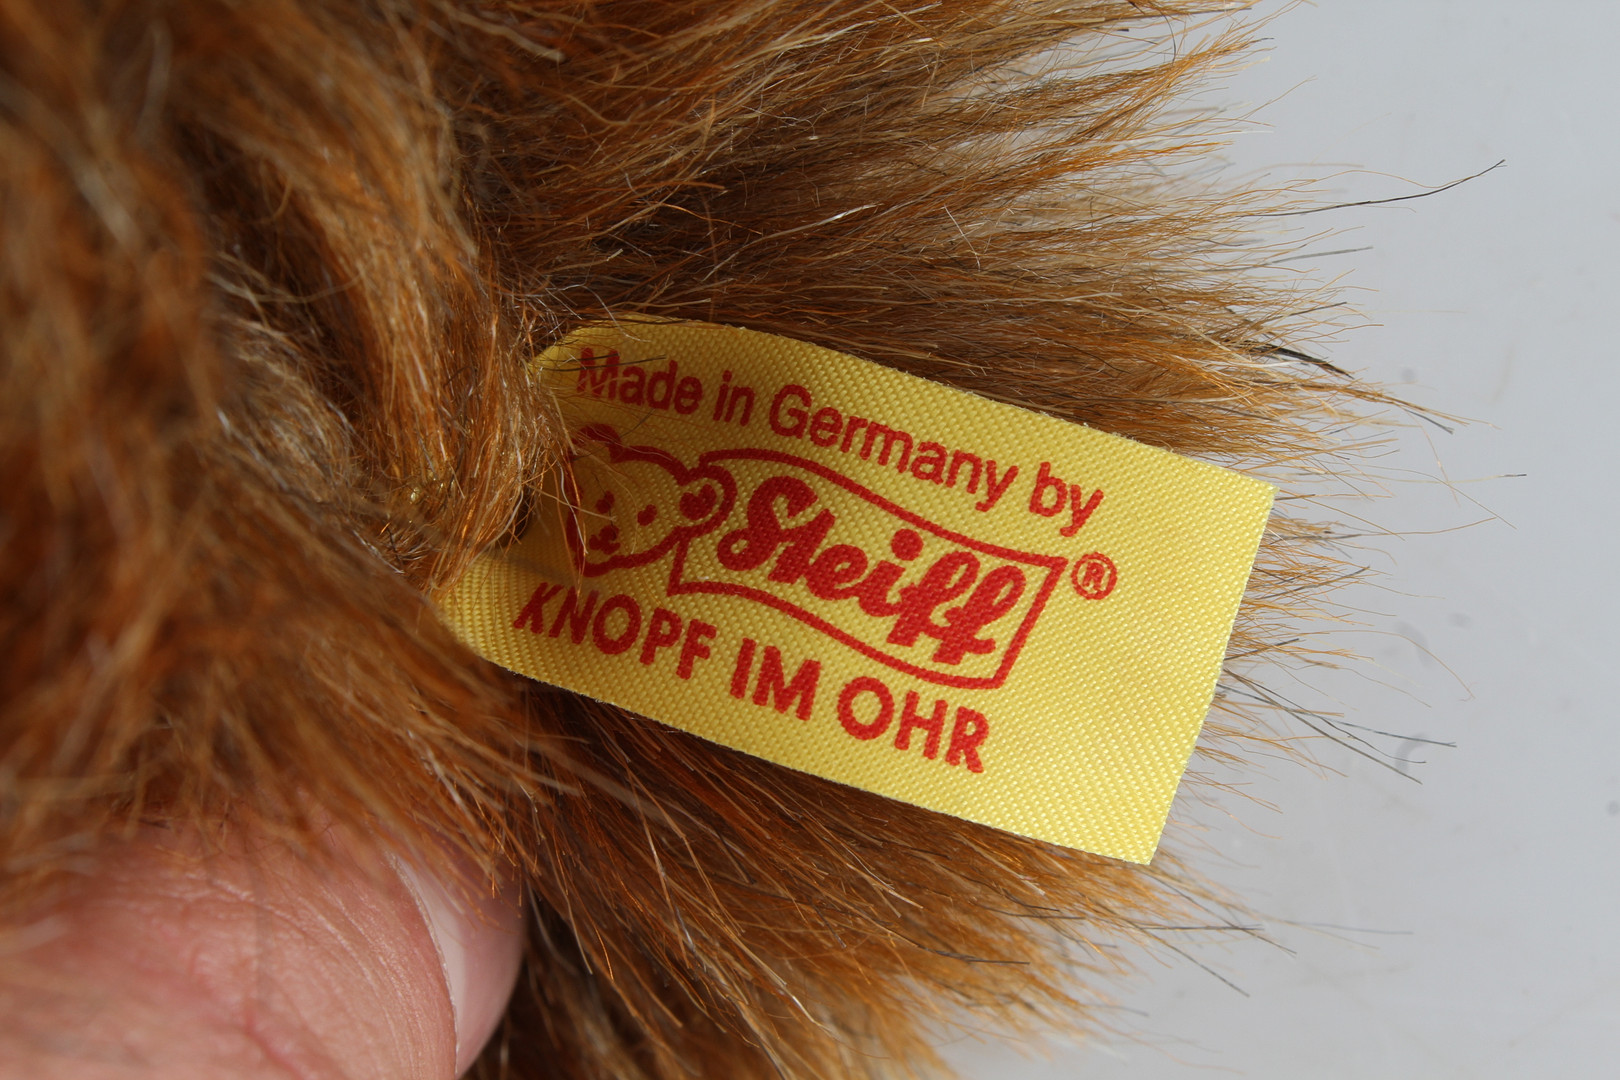 Made in Germany by
Steiff®
KNOPF IM OHR